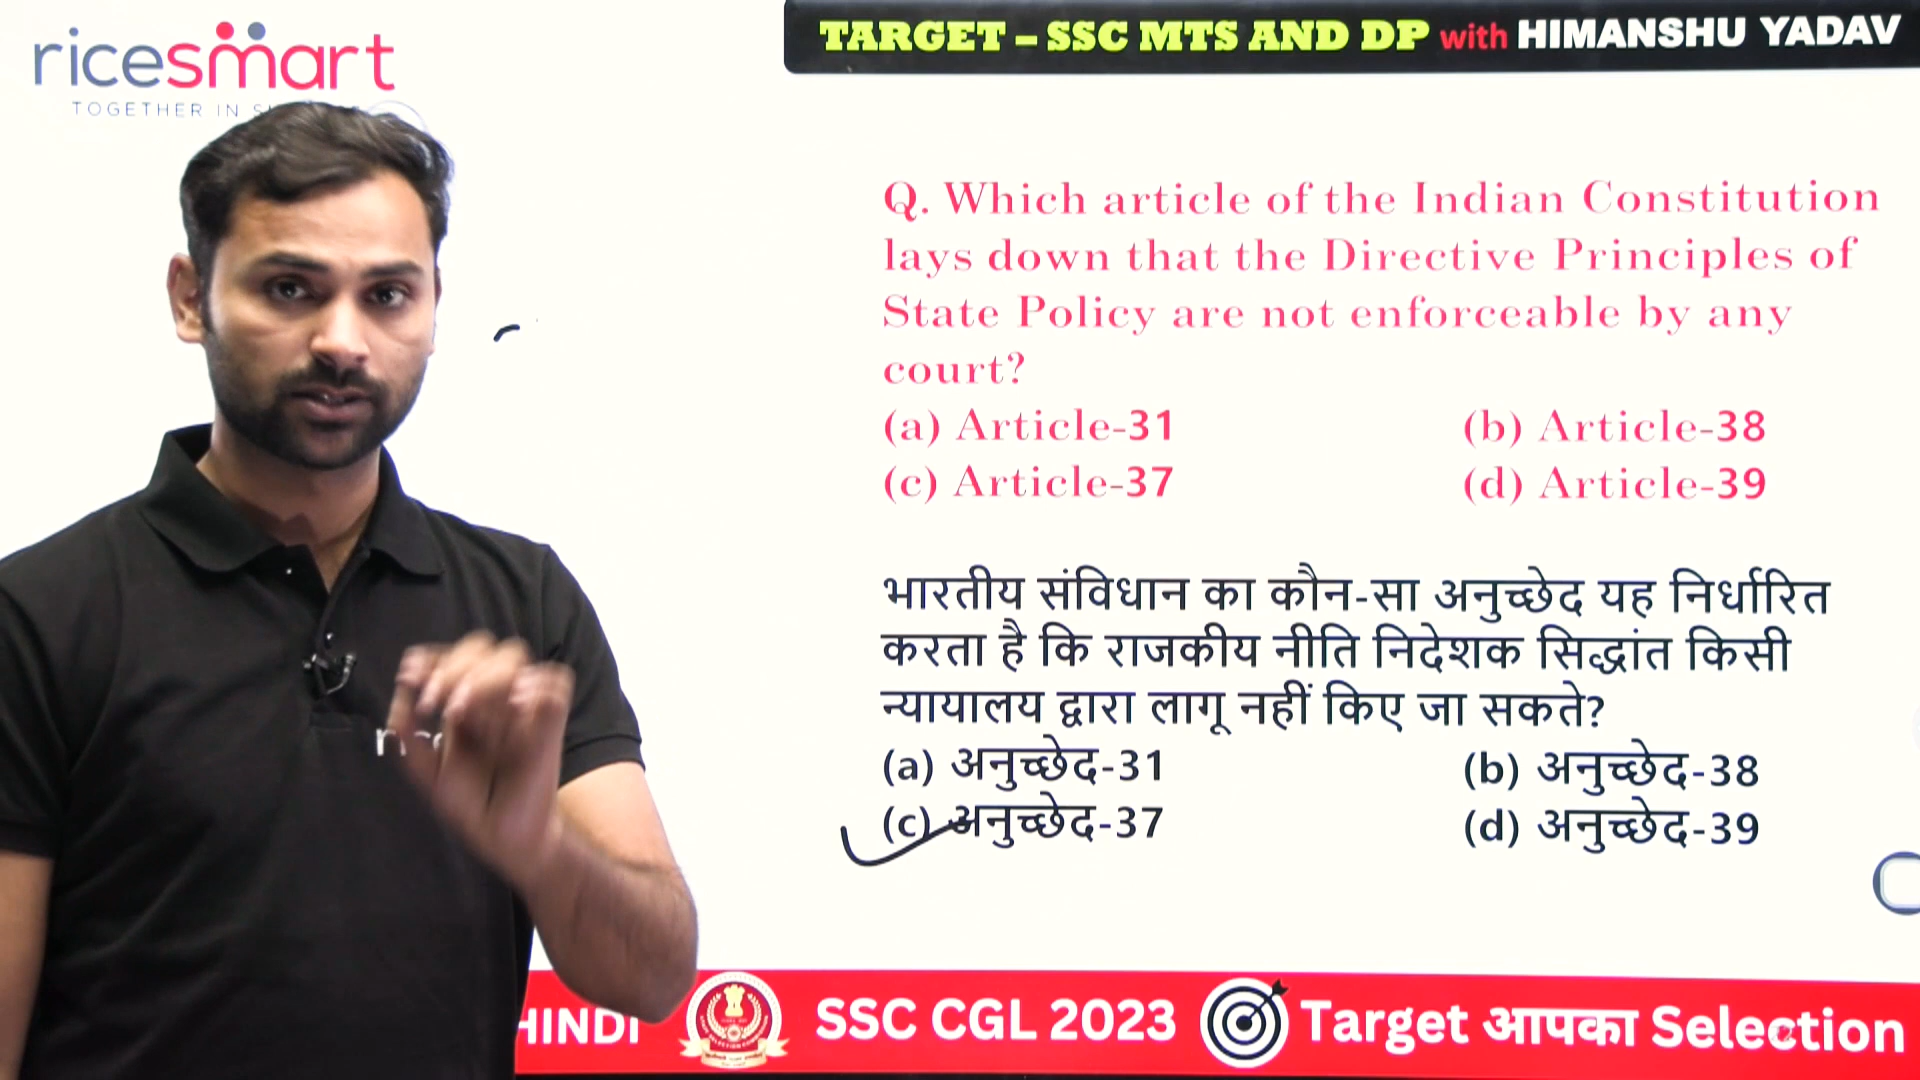 ricesmart
TOGETHER IN
TARGET – SSC MTS AND DP with HIMANSHU YADAV
Q. Which article of the Indian Constitution
lays down that the Directive Principles of
State Policy are not enforceable by any
court?
(a) Article-31 (b) Article-38
(c) Article-37 (d) Article-39
भारतीय संविधान का कौन-सा अनुच्छेद यह निर्धारित
करता है कि राजकीय नीति निदेशक सिद्धांत किसी
न्यायालय द्वारा लागू नहीं किए जा सकते?
(a) अनुच्छेद-31 (b) अनुच्छेद-38
(c) अनुच्छेद-37 (d) अनुच्छेद-39
HINDI SSC CGL 2023 Target आपका Selection